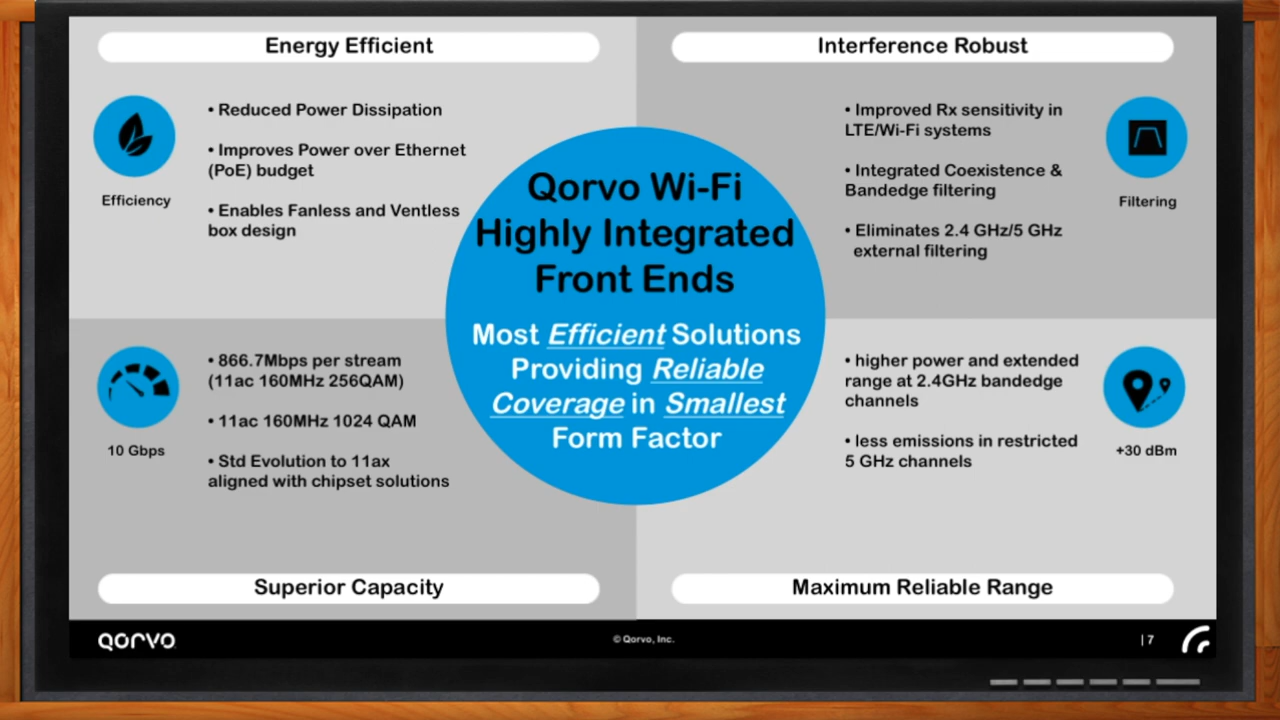 Energy Efficient
Efficiency
• Reduced Power Dissipation
• Improves Power over Ethernet
(PoE) budget
• Enables Fanless and Ventless
box design
Interference Robust
• Improved Rx sensitivity in
LTE/Wi-Fi systems
• Integrated Coexistence &
Bandedge filtering
• Eliminates 2.4 GHz/5 GHz
external filtering
Filtering
Qorvo Wi-Fi
Highly Integrated
Front Ends
Most Efficient Solutions
Providing Reliable
Coverage in Smallest
Form Factor
10 Gbps
• 866.7Mbps per stream
(11ac 160MHz 256QAM)
• 11ac 160MHz 1024 QAM
• Std Evolution to 11ax
aligned with chipset solutions
Superior Capacity
• higher power and extended
range at 2.4GHz bandedge
channels
• less emissions in restricted
5 GHz channels
+30 dBm
Maximum Reliable Range
QORVO
© Qorvo, Inc.
| 7